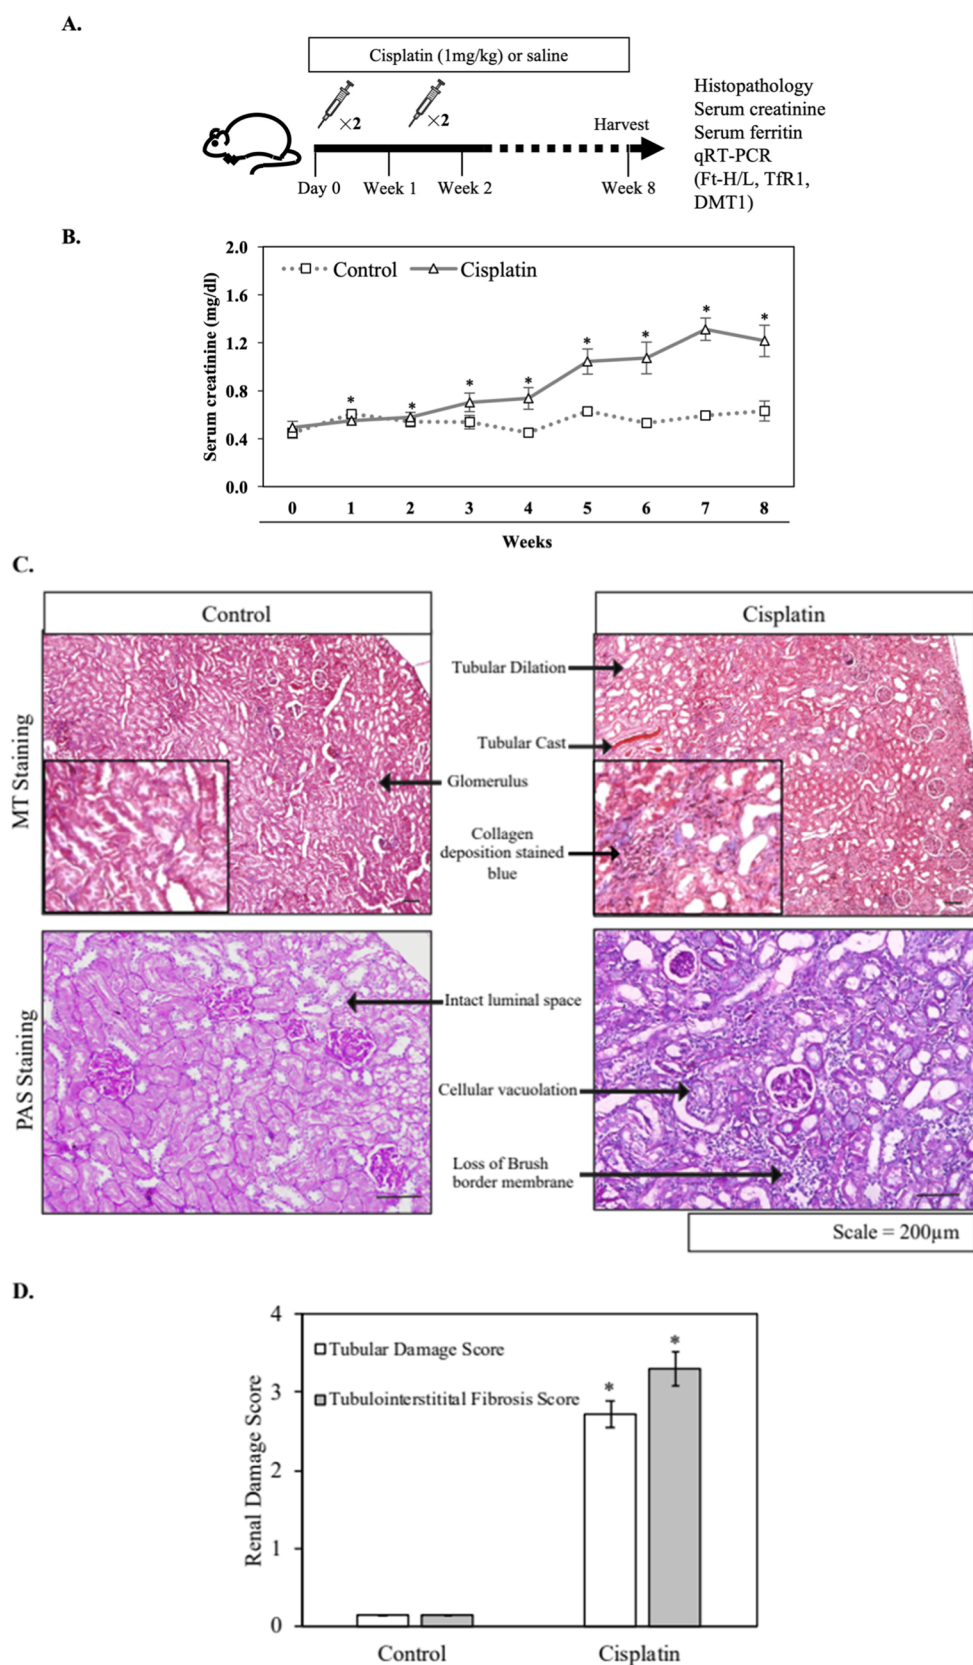 A.
Cisplatin (1mg/kg) or saline
×2
×2
Harvest
Day 0
Week 1
Week 2
Week 8
Histopathology
Serum creatinine
Serum ferritin
qRT-PCR
(Ft-H/L, TfR1,
DMT1)
B.
Serum creatinine (mg/dl)
2.0
1.6
1.2
0.8
0.4
0.0
Control
Cisplatin
*
*
*
*
*
*
*
*
0 1 2 3 4 5 6 7 8
Weeks
C.
Control
Cisplatin
MT Staining
Tubular Dilation
Tubular Cast
Glomerulus
Collagen
deposition stained
blue
PAS Staining
Intact luminal space
Cellular vacuolation
Loss of Brush
border membrane
Scale = 200µm
D.
Renal Damage Score
4
3
2
1
0
Tubular Damage Score
Tubulointerstitital Fibrosis Score
*
*
Control
Cisplatin